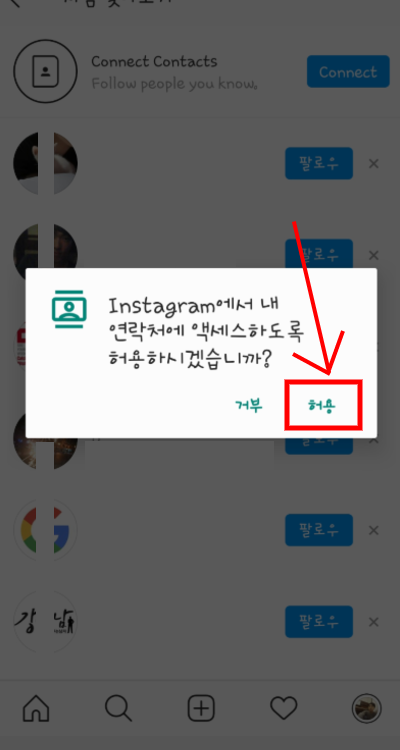 Connect Contacts
Follow people you know.
Connect
팔로우
팔로우
Instagram에서 내
연락처에 액세스하도록
허용하시겠습니까?
거부
허용
팔로우
팔로우
강 남
팔로우